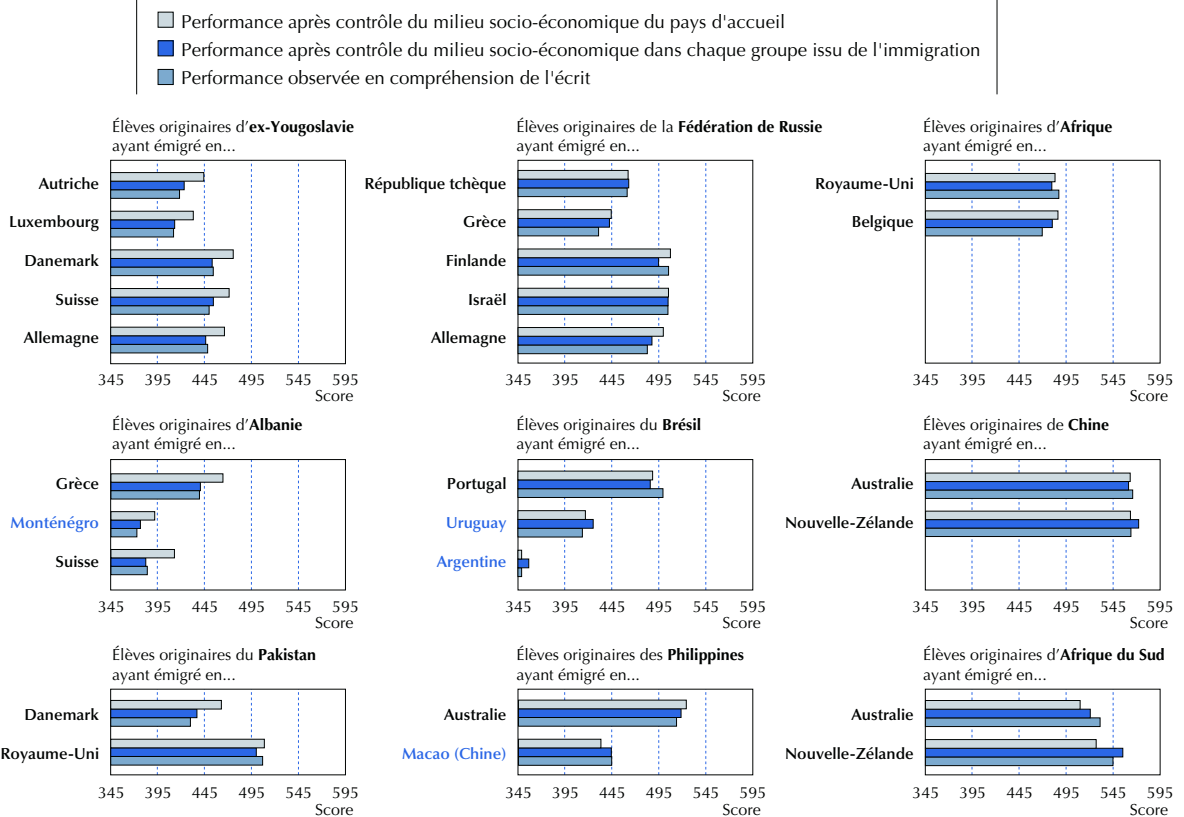 Performance après contrôle du milieu socio-économique du pays d'accueil
Performance après contrôle du milieu socio-économique dans chaque groupe issu de l'immigration
Performance observée en compréhension de l'écrit
Élèves originaires d'ex-Yougoslavie
ayant émigré en...
Autriche
Luxembourg
Danemark
Suisse
Allemagne
345 395 445 495 545 595
Score
Élèves originaires de la Fédération de Russie
ayant émigré en...
République tchèque
Grèce
Finlande
Israël
Allemagne
345 395 445 495 545 595
Score
Élèves originaires d'Afrique
ayant émigré en...
Royaume-Uni
Belgique
345 395 445 495 545 595
Score
Élèves originaires d'Albanie
ayant émigré en...
Grèce
Monténégro
Suisse
345 395 445 495 545 595
Score
Élèves originaires du Brésil
ayant émigré en...
Portugal
Uruguay
Argentine
345 395 445 495 545 595
Score
Élèves originaires de Chine
ayant émigré en...
Australie
Nouvelle-Zélande
345 395 445 495 545 595
Score
Élèves originaires du Pakistan
ayant émigré en...
Danemark
Royaume-Uni
345 395 445 495 545 595
Score
Élèves originaires des Philippines
ayant émigré en...
Australie
Macao (Chine)
345 395 445 495 545 595
Score
Élèves originaires d'Afrique du Sud
ayant émigré en...
Australie
Nouvelle-Zélande
345 395 445 495 545 595
Score